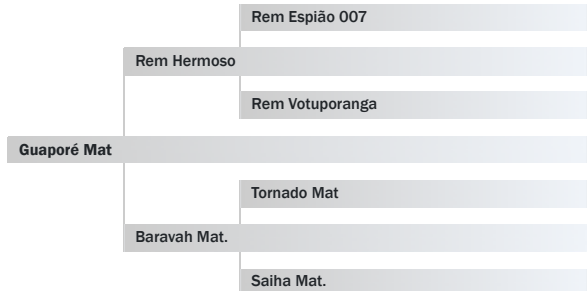 Rem Espião 007
Rem Hermoso
Rem Votuporanga
Guaporé Mat
Tornado Mat
Baravah Mat.
Saiha Mat.